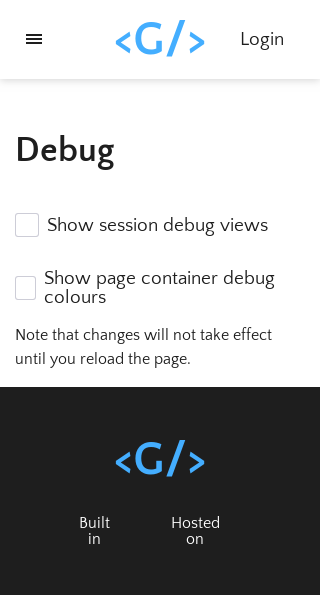 <G/>
Login
Debug
Show session debug views
Show page container debug
colours
Note that changes will not take effect
until you reload the page.
<G/>
Built
in
Hosted
on